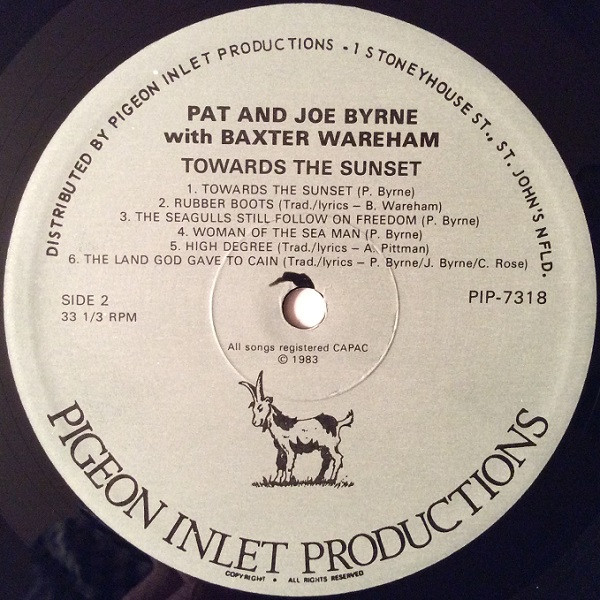 DISTRIBUTED BY PIGEON INLET PRODUCTIONS - 1 STONEYHOUSE ST., ST. JOHN'S NFLD.
PAT AND JOE BYRNE
with BAXTER WAREHAM
TOWARDS THE SUNSET
1. TOWARDS THE SUNSET (P. Byrne)
2. RUBBER BOOTS (Trad./lyrics – B. Wareham)
3. THE SEAGULLS STILL FOLLOW ON FREEDOM (P. Byrne)
4. WOMAN OF THE SEA MAN (P. Byrne)
5. HIGH DEGREE (Trad./lyrics – A. Pittman)
6. THE LAND GOD GAVE TO CAIN (Trad./lyrics – P. Byrne/J. Byrne/C. Rose)
SIDE 2
33 1/3 RPM
PIP-7318
All songs registered CAPAC
© 1983
PIGEON INLET PRODUCTIONS
COPYRIGHT • ALL RIGHTS RESERVED